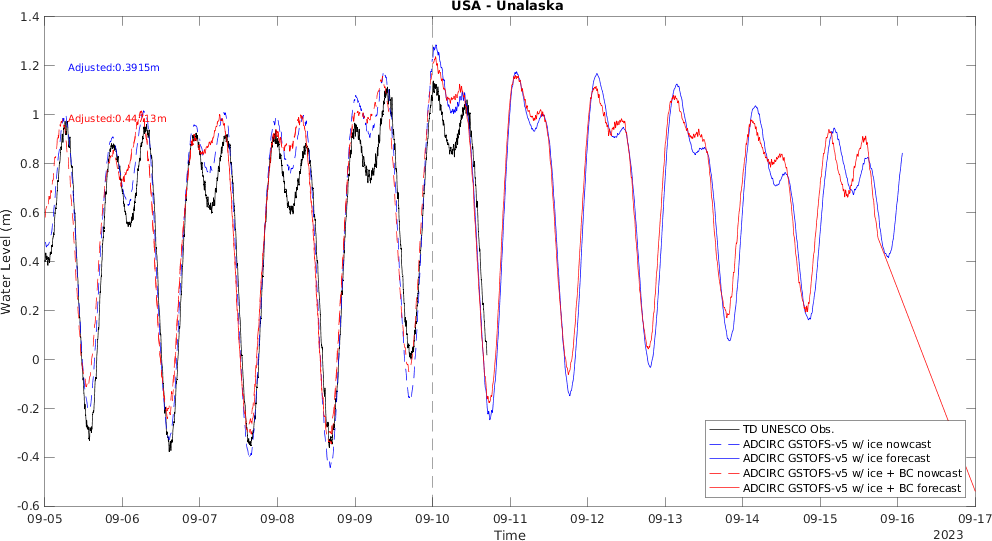 USA - Unalaska
1.4
1.2
1
0.8
0.6
0.4
0.2
0
-0.2
-0.4
-0.6
Water Level (m)
Adjusted:0.3915m
09-05
09-06
09-07
09-08
09-09
09-10
09-11
09-12
09-13
09-14
09-15
09-16
09-17
Time
2023
TD UNESCO Obs.
ADCIRC GSTOFS-v5 w/ ice nowcast
ADCIRC GSTOFS-v5 w/ ice forecast
ADCIRC GSTOFS-v5 w/ ice + BC nowcast
ADCIRC GSTOFS-v5 w/ ice + BC forecast